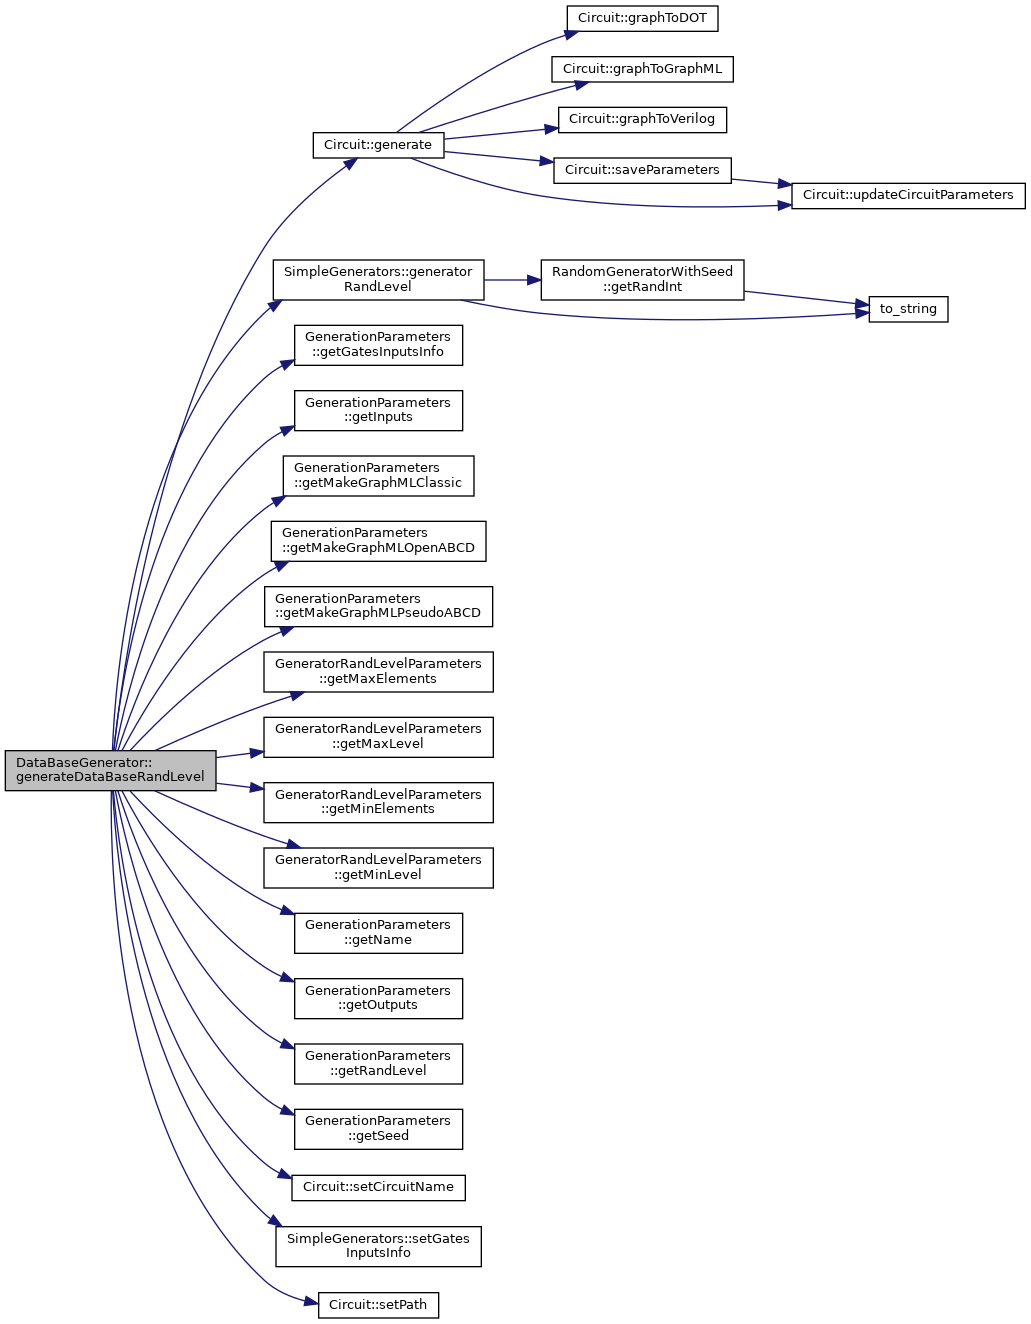 Circuit::graphToDOT
Circuit::graphToGraphML
Circuit::graphToVerilog
Circuit::generate
Circuit::saveParameters
Circuit::updateCircuitParameters
SimpleGenerators::generator
RandLevel
RandomGeneratorWithSeed
::getRandInt
to_string
GenerationParameters
::getGatesInputsInfo
GenerationParameters
::getInputs
GenerationParameters
::getMakeGraphMLClassic
GenerationParameters
::getMakeGraphMLOpenABCD
GenerationParameters
::getMakeGraphMLPseudoABCD
GeneratorRandLevelParameters
::getMaxElements
GeneratorRandLevelParameters
::getMaxLevel
DataBaseGenerator::
generateDataBaseRandLevel
GeneratorRandLevelParameters
::getMinElements
GeneratorRandLevelParameters
::getMinLevel
GenerationParameters
::getName
GenerationParameters
::getOutputs
GenerationParameters
::getRandLevel
GenerationParameters
::getSeed
Circuit::setCircuitName
SimpleGenerators::setGates
InputsInfo
Circuit::setPath